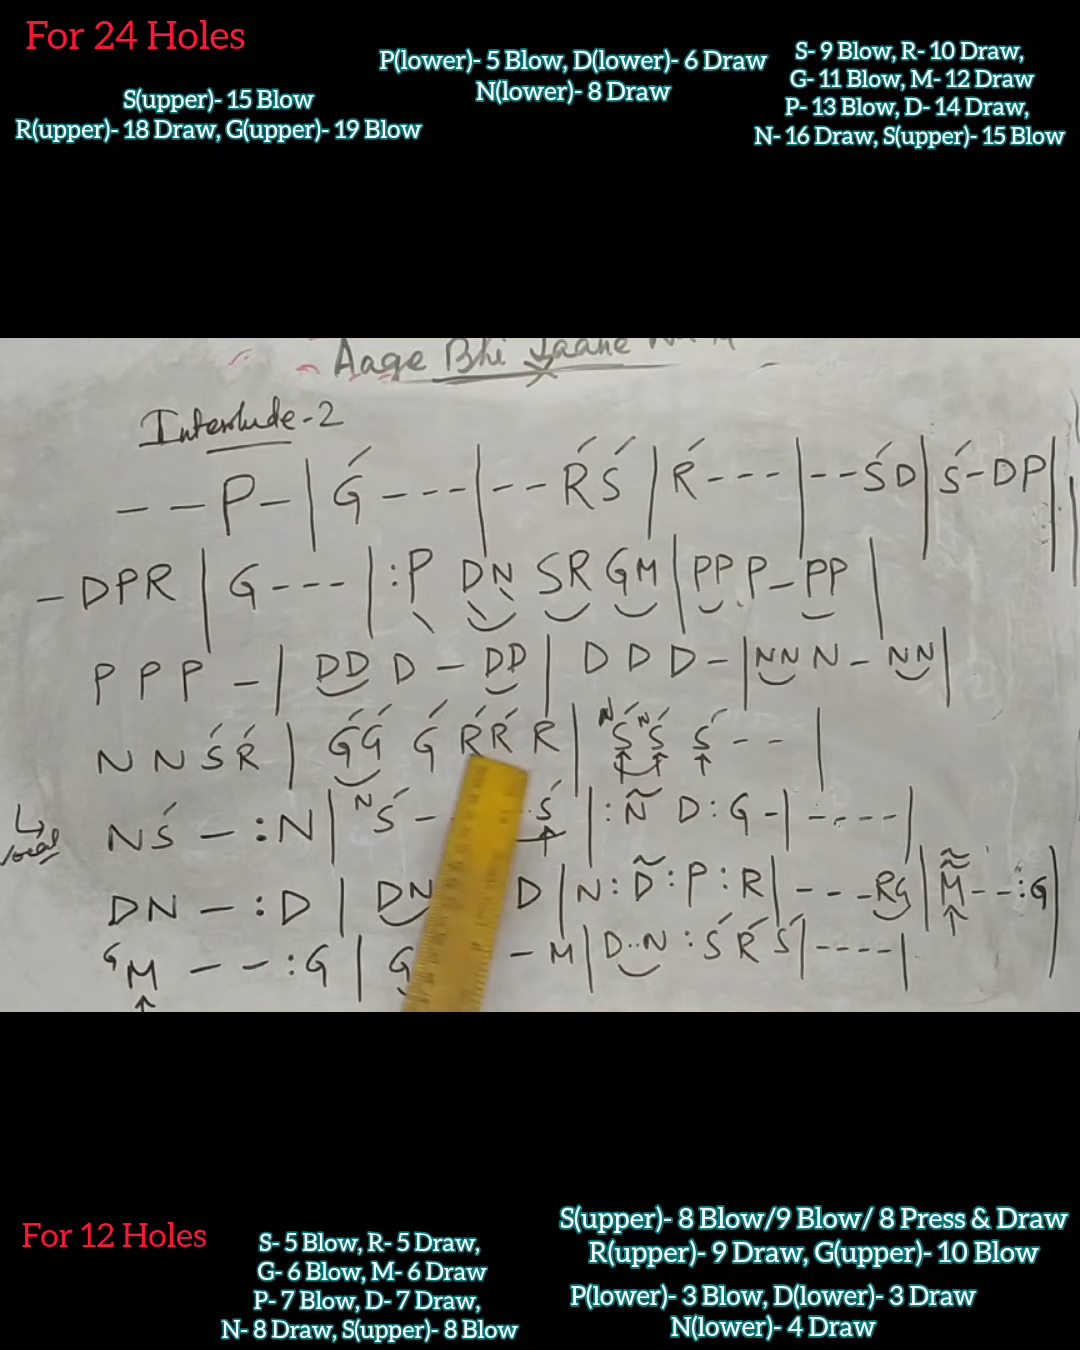 For 24 Holes
S(upper)- 15 Blow
R(upper)- 18 Draw, G(upper)- 19 Blow
P(lower)- 5 Blow, D(lower)- 6 Draw
N(lower)- 8 Draw
S- 9 Blow, R- 10 Draw,
G- 11 Blow, M- 12 Draw
P- 13 Blow, D- 14 Draw,
N- 16 Draw, S(upper)- 15 Blow
Aage Bhi Jaane
Interlude-2
- - P - | Ǵ - - - | - - Ŕ Ś | Ŕ - - - | - - Ś D | Ś - D P |
- D P R | G - - - | : P D N S R G M | P P P - P P |
P P P - | D D D - D D | D D D - | N N N - N N |
N N Ś Ŕ | Ǵ Ǵ Ǵ Ŕ Ŕ R | N Ś N Ś Ś - - |
vocal
N Ś - : N | N Ś - Ś | : Ñ D : G - | - - - - |
D N - : D | D N D | N : D̃ : P : R | - - - R G | M - - : G |
G M - - : G | G - M | D . . N : Ś Ŕ Ś | - - - - |
For 12 Holes
S- 5 Blow, R- 5 Draw,
G- 6 Blow, M- 6 Draw
P- 7 Blow, D- 7 Draw,
N- 8 Draw, S(upper)- 8 Blow
S(upper)- 8 Blow/9 Blow/ 8 Press & Draw
R(upper)- 9 Draw, G(upper)- 10 Blow
P(lower)- 3 Blow, D(lower)- 3 Draw
N(lower)- 4 Draw